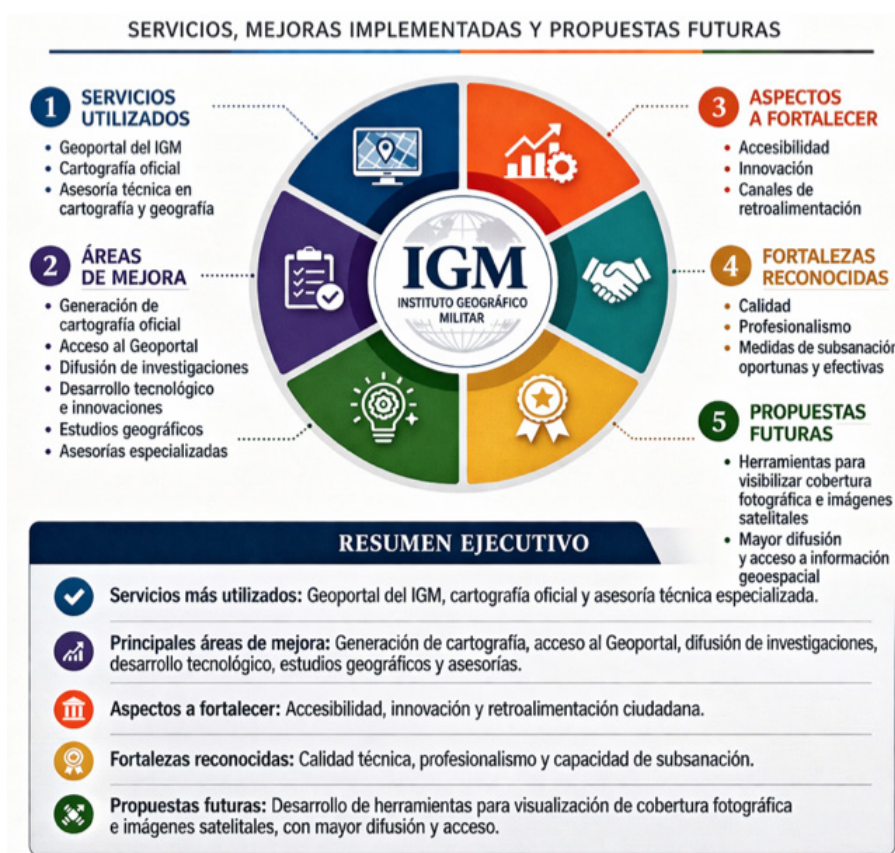 SERVICIOS, MEJORAS IMPLEMENTADAS Y PROPUESTAS FUTURAS
1 SERVICIOS
UTILIZADOS
• Geoportal del IGM
• Cartografía oficial
• Asesoría técnica en
cartografía y geografía
2 ÁREAS
DE MEJORA
• Generación de
cartografía oficial
• Acceso al Geoportal
• Difusión de investigaciones
• Desarrollo tecnológico
e innovaciones
• Estudios geográficos
• Asesorías especializadas
IGM
INSTITUTO GEOGRÁFICO
MILITAR
3 ASPECTOS
A FORTALECER
• Accesibilidad
• Innovación
• Canales de
retroalimentación
4 FORTALEZAS
RECONOCIDAS
• Calidad
• Profesionalismo
• Medidas de subsanación
oportunas y efectivas
5 PROPUESTAS
FUTURAS
• Herramientas para
visibilizar cobertura
fotográfica e imágenes
satelitales
• Mayor difusión
y acceso a información
geoespacial
RESUMEN EJECUTIVO
Servicios más utilizados: Geoportal del IGM, cartografía oficial y asesoría técnica especializada.
Principales áreas de mejora: Generación de cartografía, acceso al Geoportal, difusión de investigaciones,
desarrollo tecnológico, estudios geográficos y asesorías.
Aspectos a fortalecer: Accesibilidad, innovación y retroalimentación ciudadana.
Fortalezas reconocidas: Calidad técnica, profesionalismo y capacidad de subsanación.
Propuestas futuras: Desarrollo de herramientas para visualización de cobertura fotográfica
e imágenes satelitales, con mayor difusión y acceso.